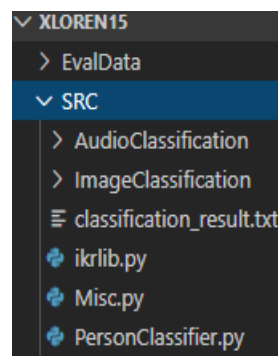 XLOREN15
EvalData
SRC
AudioClassification
ImageClassification
classification_result.txt
ikrlib.py
Misc.py
PersonClassifier.py